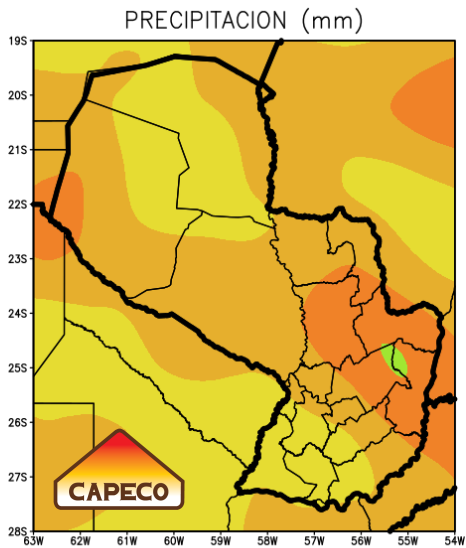 PRECIPITACION (mm)
19S
20S
21S
22S
23S
24S
25S
26S
27S
28S
CAPECO
63W 62W 61W 60W 59W 58W 57W 56W 55W 54W